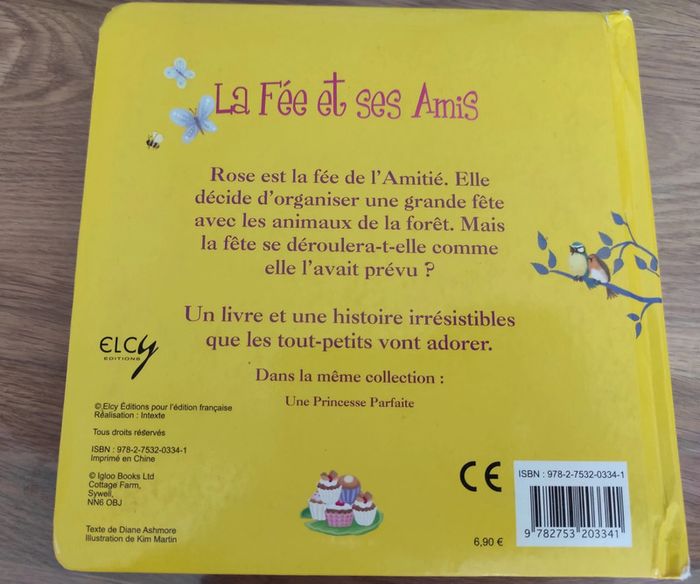 La Fée et ses Amis
Rose est la fée de l'Amitié. Elle
décide d'organiser une grande fête
avec les animaux de la forêt. Mais
la fête se déroulera-t-elle comme
elle l'avait prévu ?
Un livre et une histoire irrésistibles
que les tout-petits vont adorer.
Dans la même collection :
Une Princesse Parfaite
ELCY
EDITIONS
© Elcy Éditions pour l'édition française
Réalisation : Intexte
Tous droits réservés
ISBN : 978-2-7532-0334-1
Imprimé en Chine
© Igloo Books Ltd
Cottage Farm,
Sywell,
NN6 OBJ
Texte de Diane Ashmore
Illustration de Kim Martin
CE
6,90 €
ISBN : 978-2-7532-0334-1
9 782753 203341